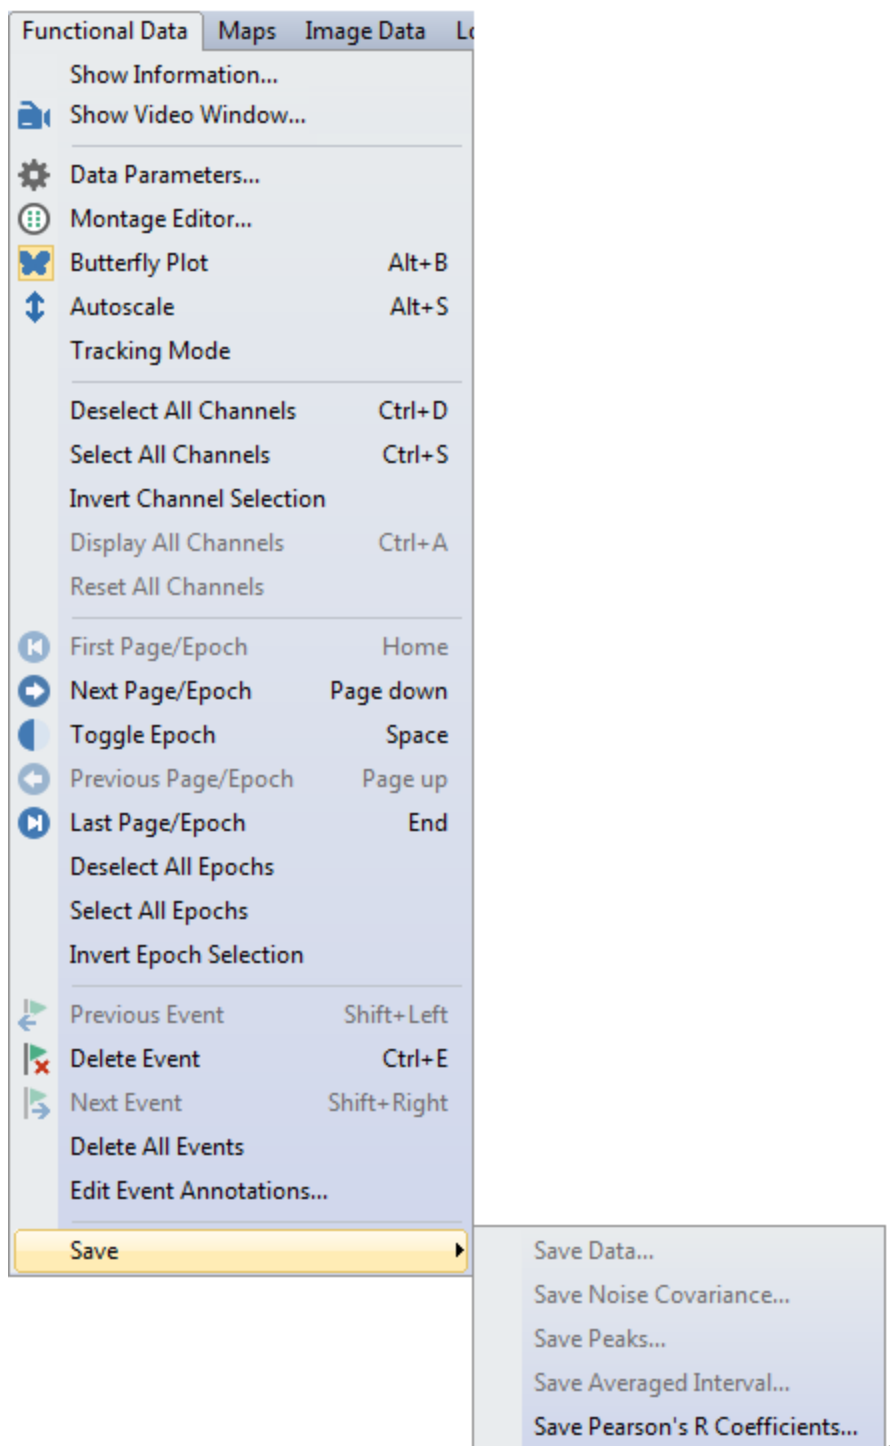 Functional Data Maps Image Data
Show Information...
Show Video Window...
Data Parameters...
Montage Editor...
Butterfly Plot Alt+B
Autoscale Alt+S
Tracking Mode
Deselect All Channels Ctrl+D
Select All Channels Ctrl+S
Invert Channel Selection
Display All Channels Ctrl+A
Reset All Channels
First Page/Epoch Home
Next Page/Epoch Page down
Toggle Epoch Space
Previous Page/Epoch Page up
Last Page/Epoch End
Deselect All Epochs
Select All Epochs
Invert Epoch Selection
Previous Event Shift+Left
Delete Event Ctrl+E
Next Event Shift+Right
Delete All Events
Edit Event Annotations...
Save
Save Data...
Save Noise Covariance...
Save Peaks...
Save Averaged Interval...
Save Pearson's R Coefficients...